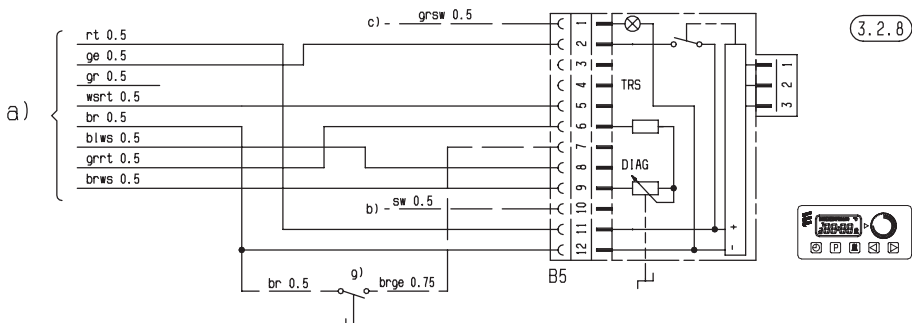 c)
grsw 0.5
3.2.8
a)
rt 0.5
ge 0.5
gr 0.5
wsrt 0.5
br 0.5
blws 0.5
grrt 0.5
brws 0.5
b)
sw 0.5
g)
br 0.5
brge 0.75
1
2
3
4
5
6
7
8
9
10
11
12
B5
TRS
DIAG
+
-
1
2
3
P